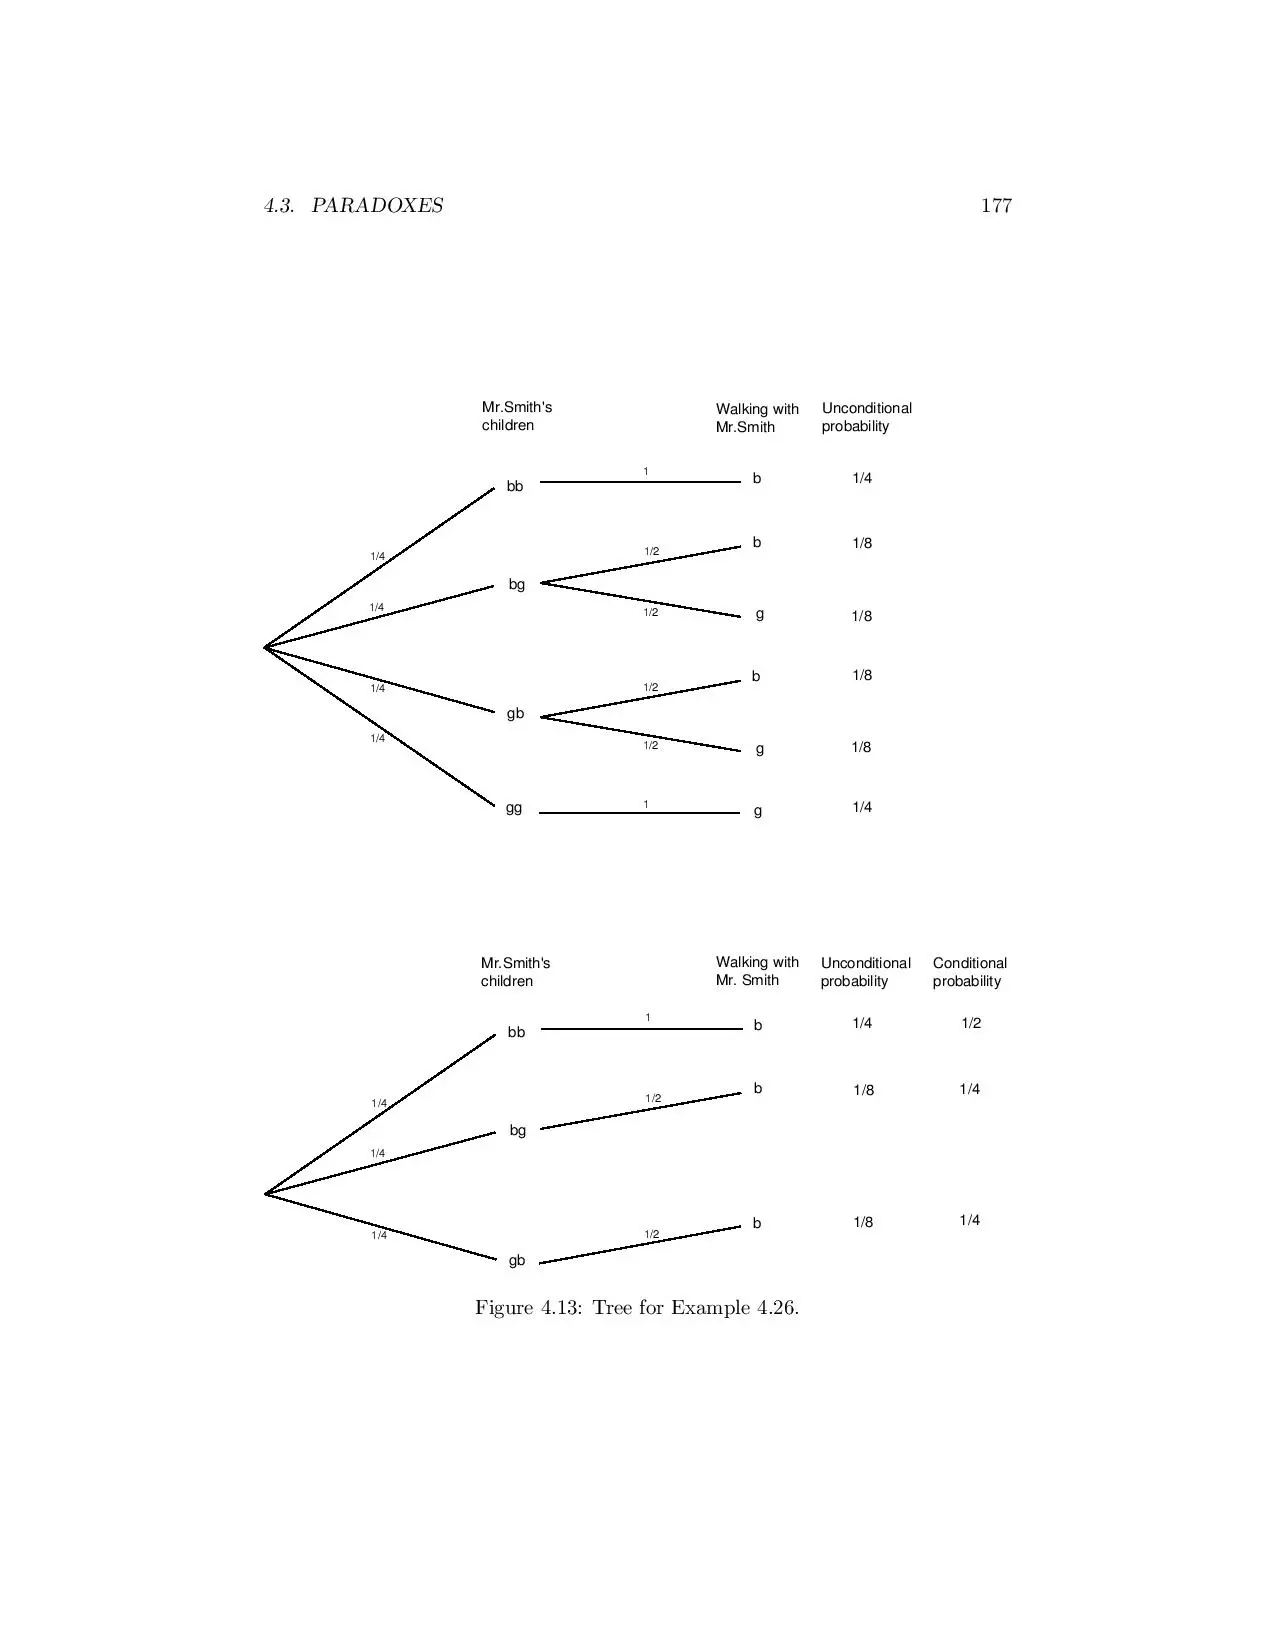 4.3. PARADOXES 177
Mr.Smith's Walking with Unconditional
children Mr.Smith probability
bb 1 b 1/4
1/4 bg 1/2 b 1/8
1/4 1/2 g 1/8
1/4 gb 1/2 b 1/8
1/4 1/2 g 1/8
gg 1 g 1/4
Mr.Smith's Walking with Unconditional Conditional
children Mr. Smith probability probability
bb 1 b 1/4 1/2
1/4 1/2 b 1/8 1/4
1/4 bg
1/4 1/2 b 1/8 1/4
gb
Figure 4.13: Tree for Example 4.26.